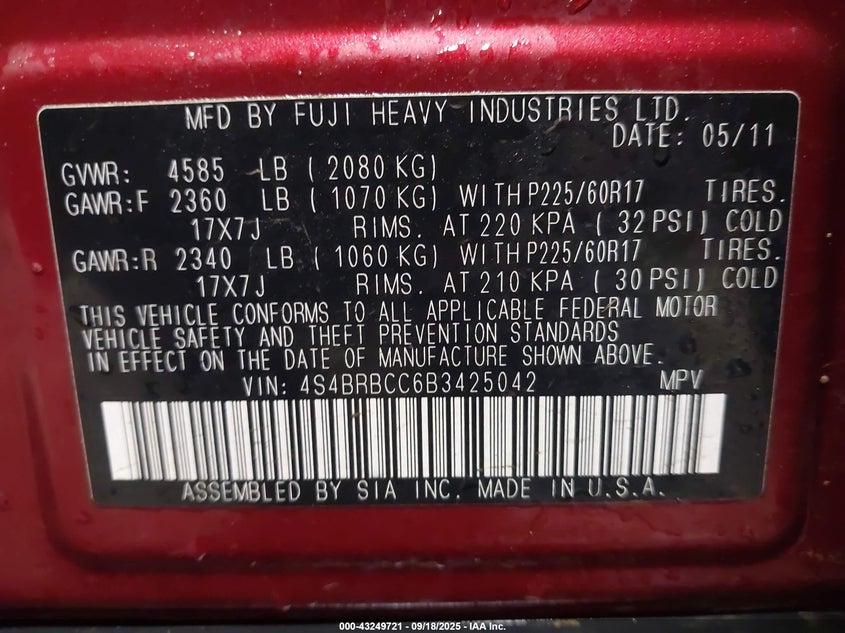 MFD BY FUJI HEAVY INDUSTRIES LTD.
DATE: 05/11
GVWR: 4585 LB ( 2080 KG)
GAWR:F 2360 LB ( 1070 KG) WITH P225/60R17 TIRES.
17X7J RIMS. AT 220 KPA ( 32 PSI) COLD
GAWR:R 2340 LB ( 1060 KG) WITH P225/60R17 TIRES.
17X7J RIMS. AT 210 KPA ( 30 PSI) COLD
THIS VEHICLE CONFORMS TO ALL APPLICABLE FEDERAL MOTOR
VEHICLE SAFETY AND THEFT PREVENTION STANDARDS
IN EFFECT ON THE DATE OF MANUFACTURE SHOWN ABOVE.
VIN: 4S4BRBCC6B3425042 MPV
ASSEMBLED BY SIA INC. MADE IN U.S.A.
000-43249721 - 09/18/2025 - IAA Inc.